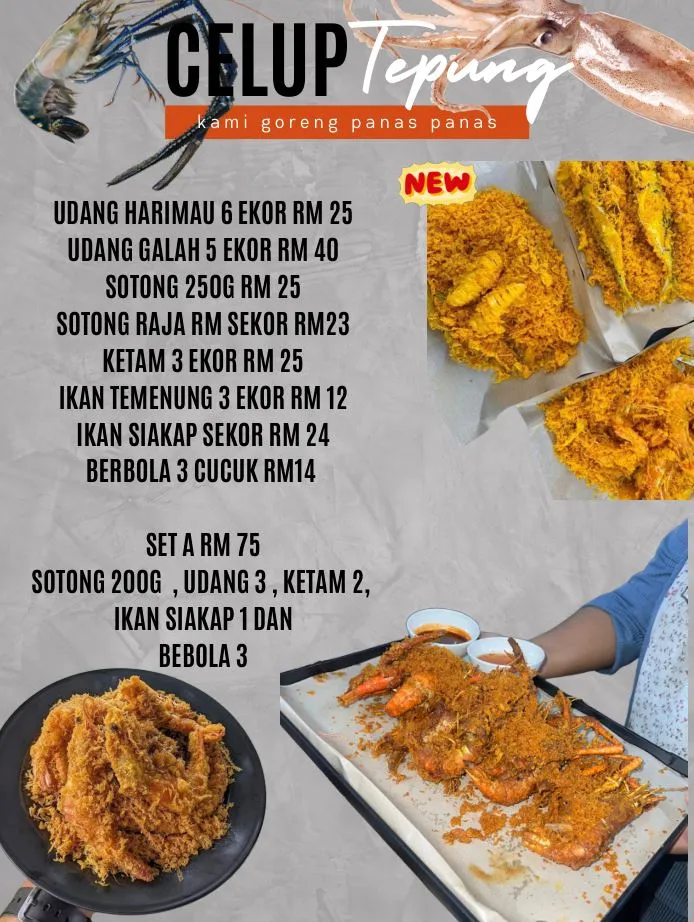 CELUP Tepung
kami goreng panas panas
NEW
UDANG HARIMAU 6 EKOR RM 25
UDANG GALAH 5 EKOR RM 40
SOTONG 250G RM 25
SOTONG RAJA RM SEKOR RM23
KETAM 3 EKOR RM 25
IKAN TEMENUNG 3 EKOR RM 12
IKAN SIAKAP SEKOR RM 24
BERBOLA 3 CUCUK RM14
SET A RM 75
SOTONG 200G , UDANG 3 , KETAM 2,
IKAN SIAKAP 1 DAN
BEBOLA 3